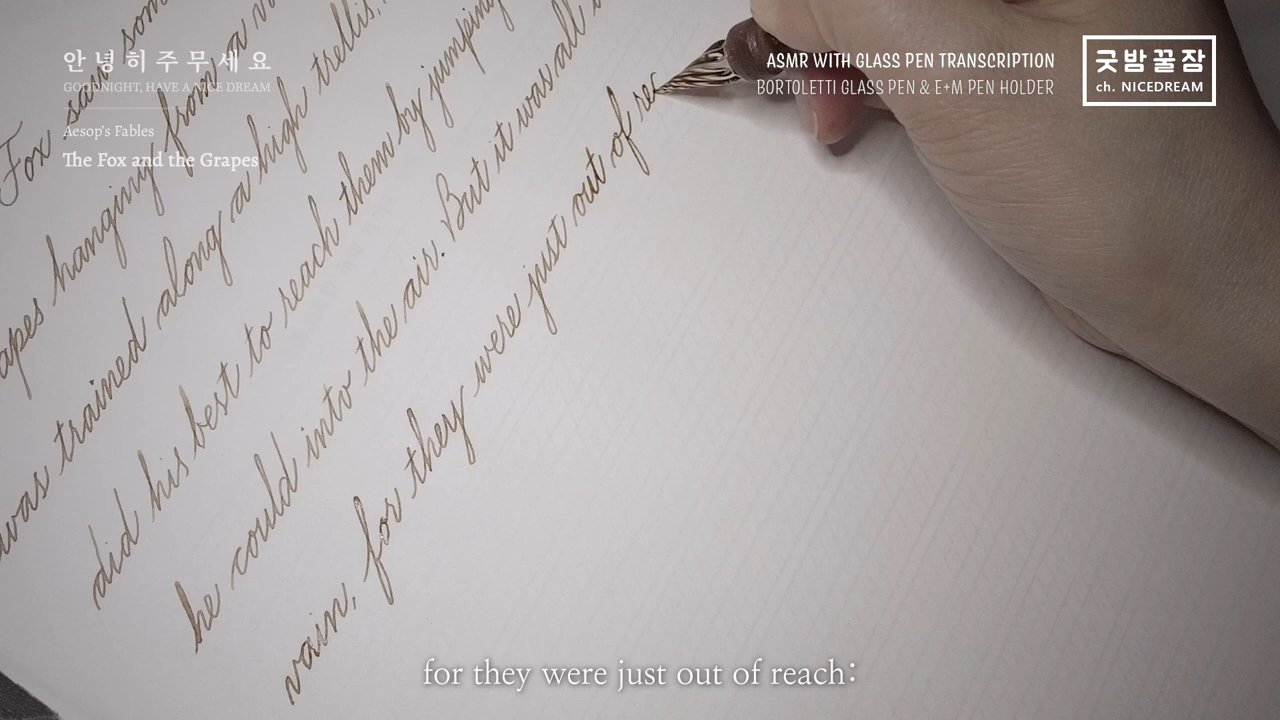 안녕히주무세요
GOODNIGHT, HAVE A NICE DREAM
Aesop's Fables
The Fox and the Grapes
ASMR WITH GLASS PEN TRANSCRIPTION
BORTOLETTI GLASS PEN & E+M PEN HOLDER
굿밤꿀잠
ch. NICEDREAM
Fox saw som
apes hanging from a
was trained along a high trellis,
did his best to reach them by jumping
he could into the air. But it was all
vain, for they were just out of
for they were just out of reach: